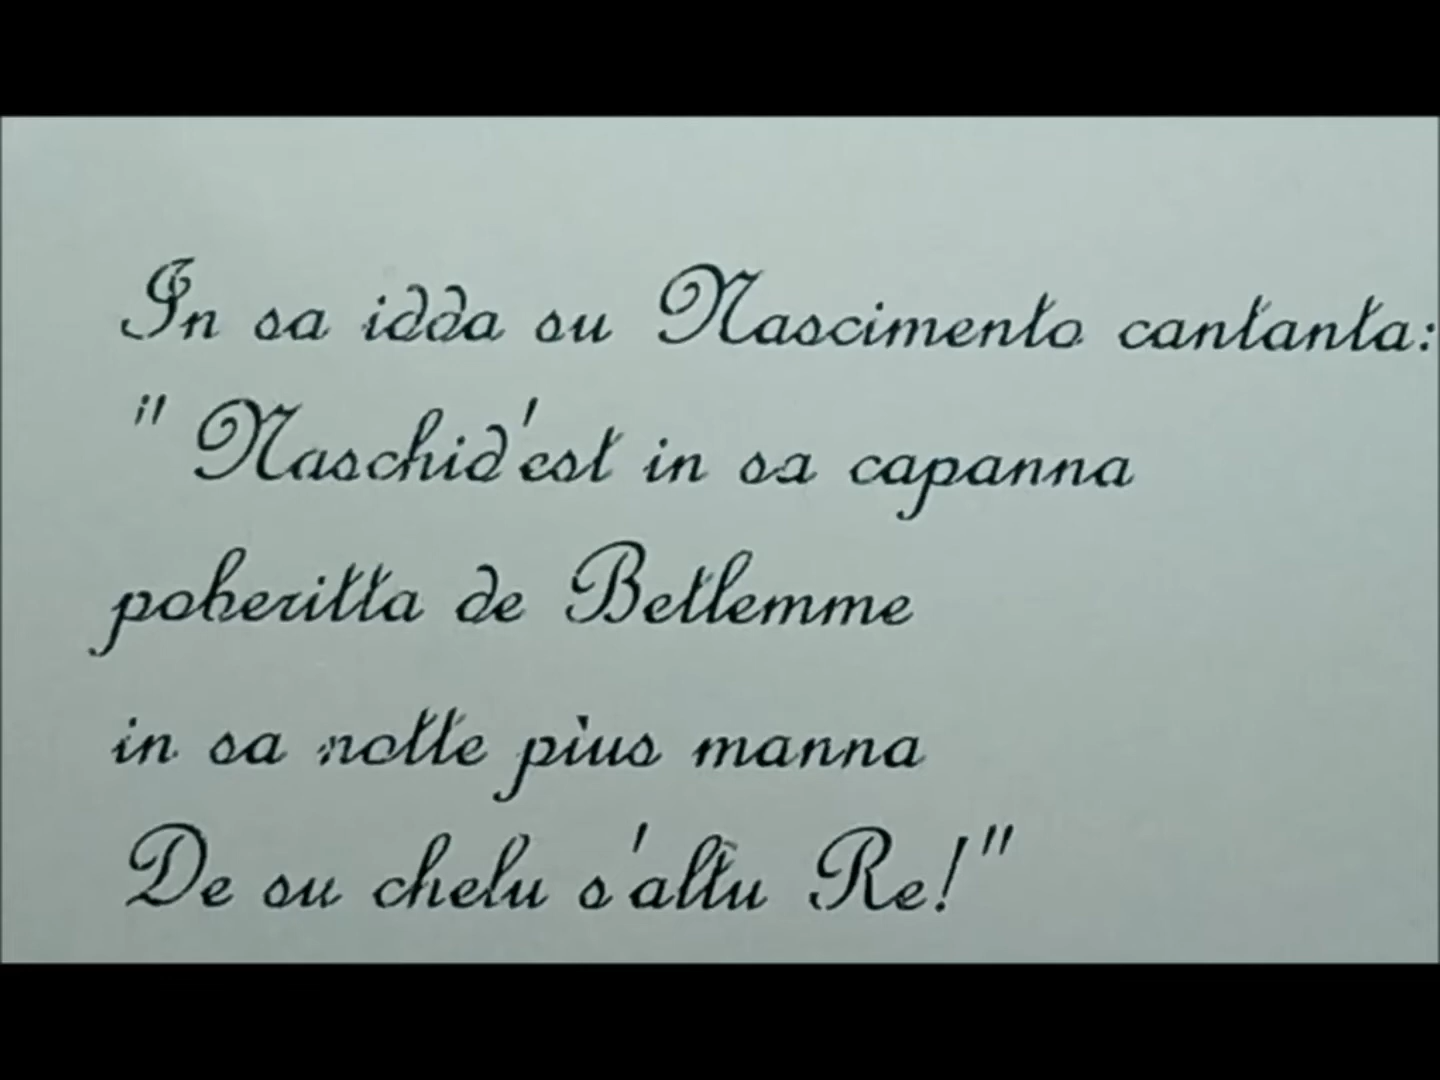 In sa idda su Nascimento cantanta:
" Naschid'est in sa capanna
poheritta de Betlemme
in sa notte pius manna
De su chelu s'altu Re!"